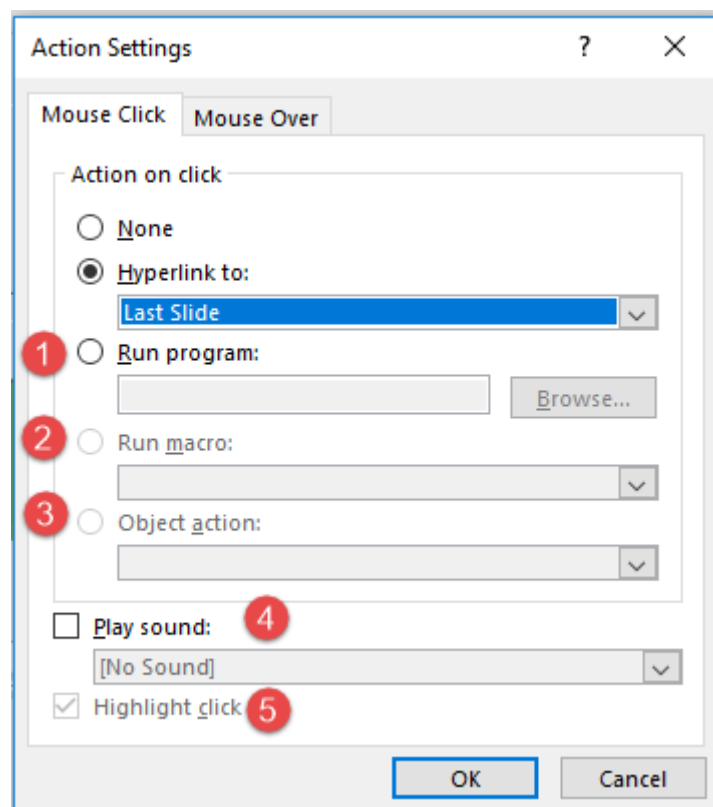 Action Settings ? X
Mouse Click Mouse Over
Action on click
None
Hyperlink to:
Last Slide
1 Run program:
Browse...
2 Run macro:
3 Object action:
Play sound: 4
[No Sound]
Highlight click 5
OK Cancel